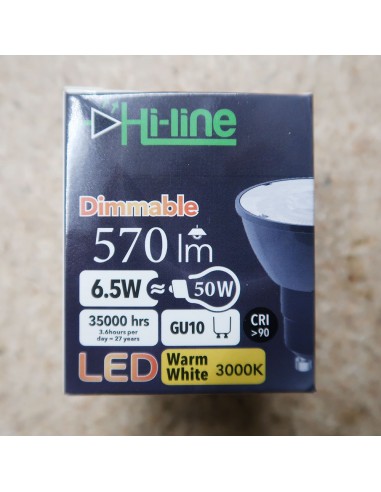 Hi-line
Dimmable
570 lm
6.5W ≈ 50W
35000 hrs
3.6hours per
day = 27 years
GU10
CRI
>90
LED
Warm
White 3000K